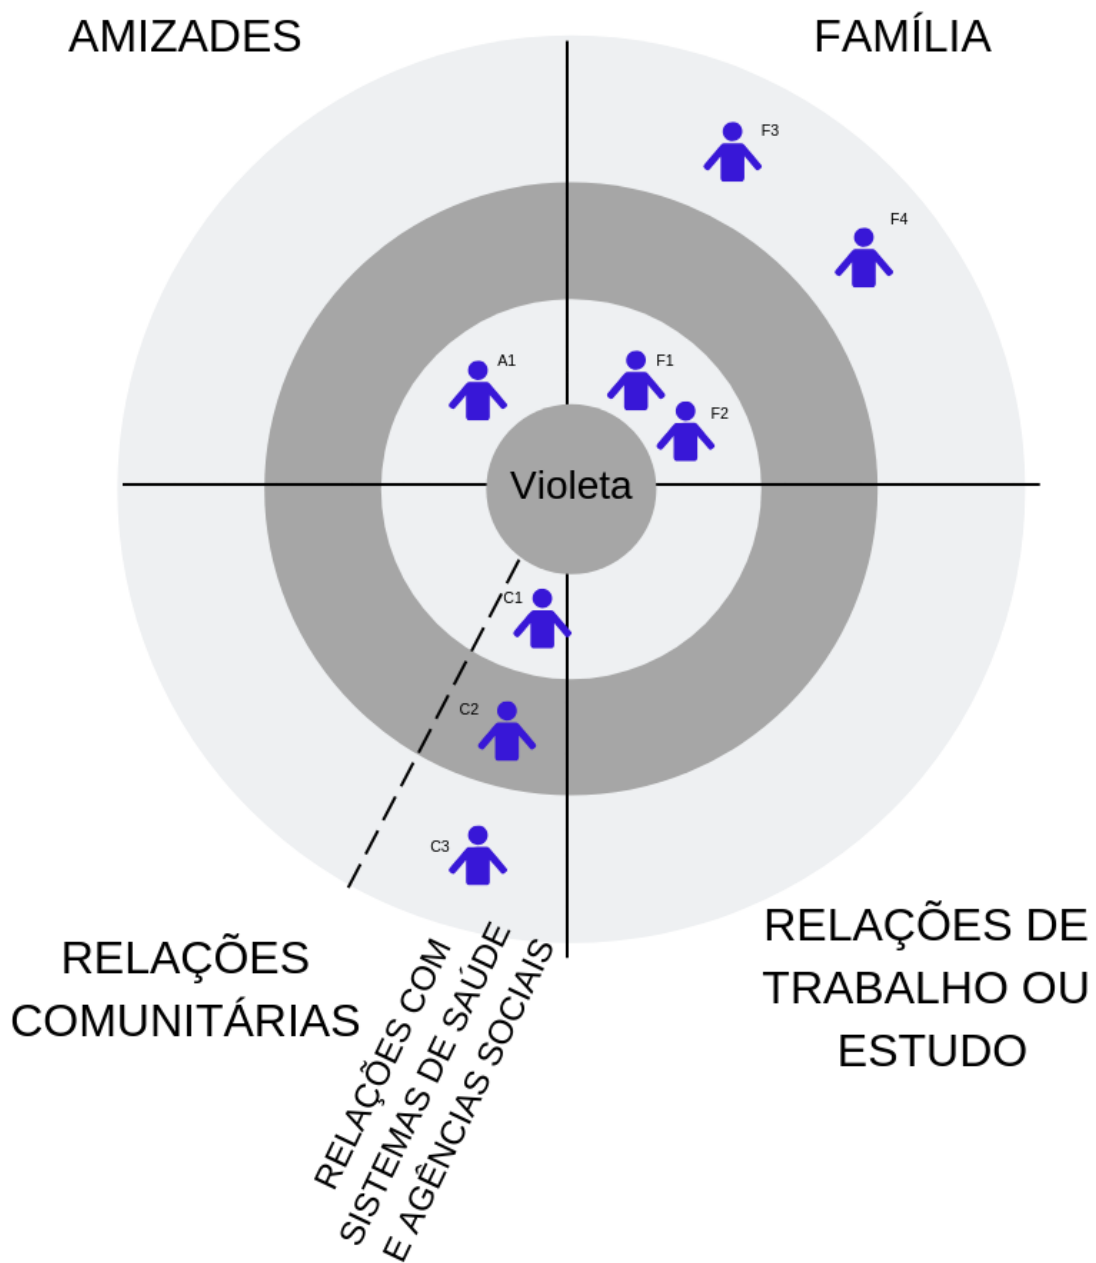 AMIZADES
FAMÍLIA
F3
F4
A1
F1
F2
Violeta
C1
C2
C3
RELAÇÕES
COMUNITÁRIAS
RELAÇÕES COM
SISTEMAS DE SAÚDE
E AGÊNCIAS SOCIAIS
RELAÇÕES DE
TRABALHO OU
ESTUDO